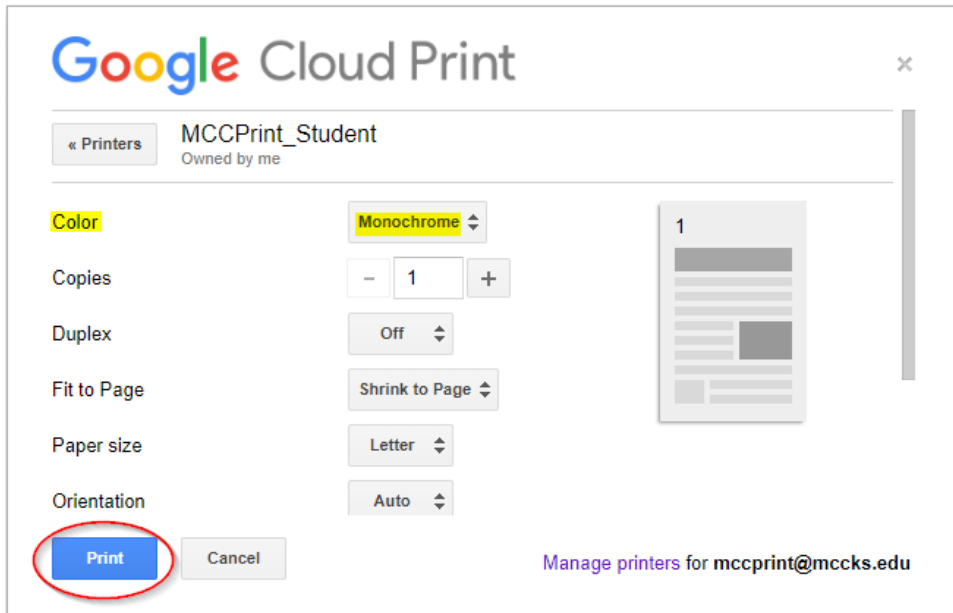 Google Cloud Print
×
« Printers
MCCPrint_Student
Owned by me
Color Monochrome
1
Copies - 1 +
Duplex Off
Fit to Page Shrink to Page
Paper size Letter
Orientation Auto
Print Cancel
Manage printers for mccprint@mccks.edu